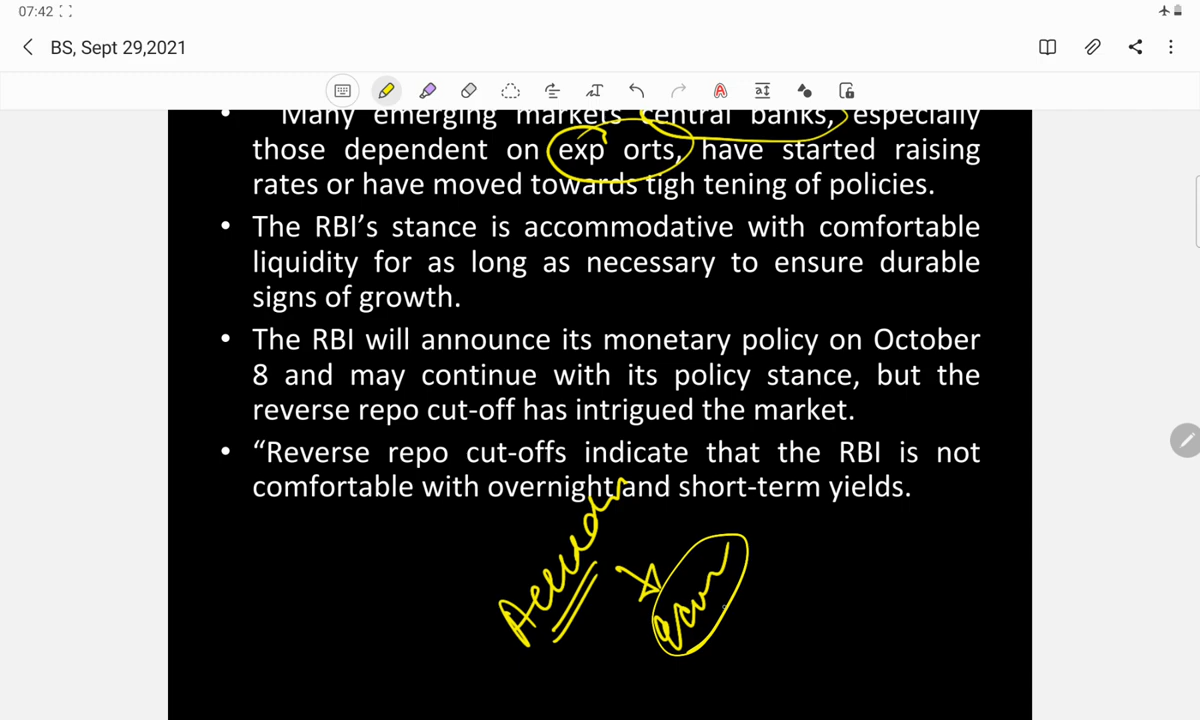 07:42
BS, Sept 29,2021
Many emerging markets central banks, especially
those dependent on exp orts, have started raising
rates or have moved towards tigh tening of policies.
• The RBI’s stance is accommodative with comfortable
liquidity for as long as necessary to ensure durable
signs of growth.
• The RBI will announce its monetary policy on October
8 and may continue with its policy stance, but the
reverse repo cut-off has intrigued the market.
• “Reverse repo cut-offs indicate that the RBI is not
comfortable with overnight and short-term yields.